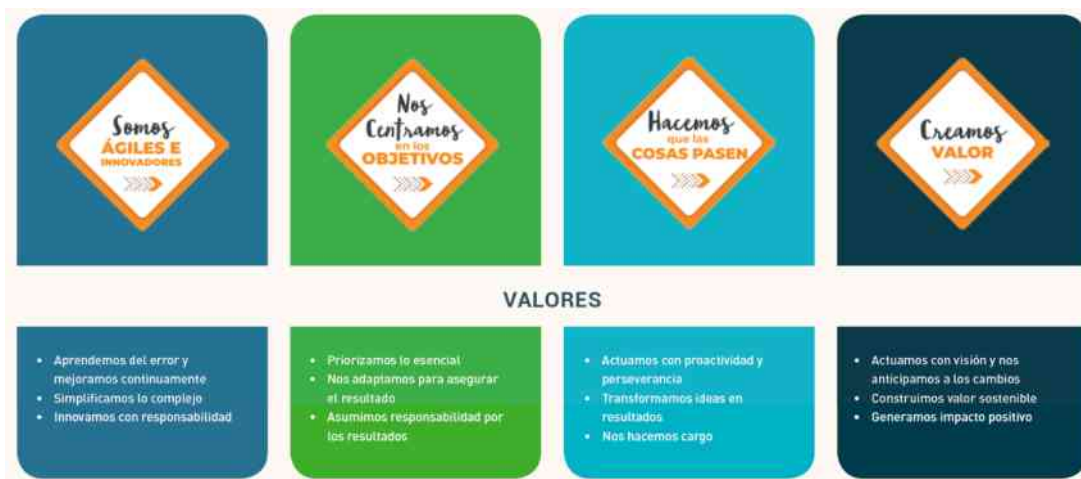 Somos
ÁGILES E
INNOVADORES
Nos
Centramos
en los
OBJETIVOS
Hacemos
que las
COSAS PASEN
Creamos
VALOR
VALORES
• Aprendemos del error y
mejoramos continuamente
• Simplificamos lo complejo
• Innovamos con responsabilidad
• Priorizamos lo esencial
• Nos adaptamos para asegurar
el resultado
• Asumimos responsabilidad por
los resultados
• Actuamos con proactividad y
perseverancia
• Transformamos ideas en
resultados
• Nos hacemos cargo
• Actuamos con visión y nos
anticipamos a los cambios
• Construimos valor sostenible
• Generamos impacto positivo